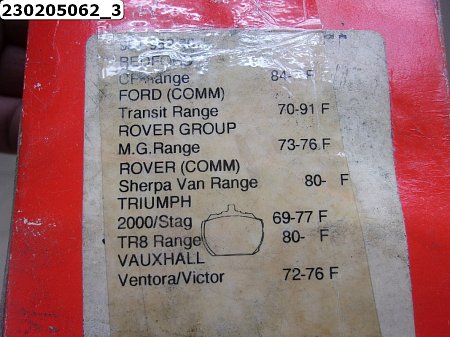 230205062_3
BEDFORD
CF Range 84- F
FORD (COMM)
Transit Range 70-91 F
ROVER GROUP
M.G.Range 73-76 F
ROVER (COMM)
Sherpa Van Range 80- F
TRIUMPH
2000/Stag 69-77 F
TR8 Range 80- F
VAUXHALL
Ventora/Victor 72-76 F